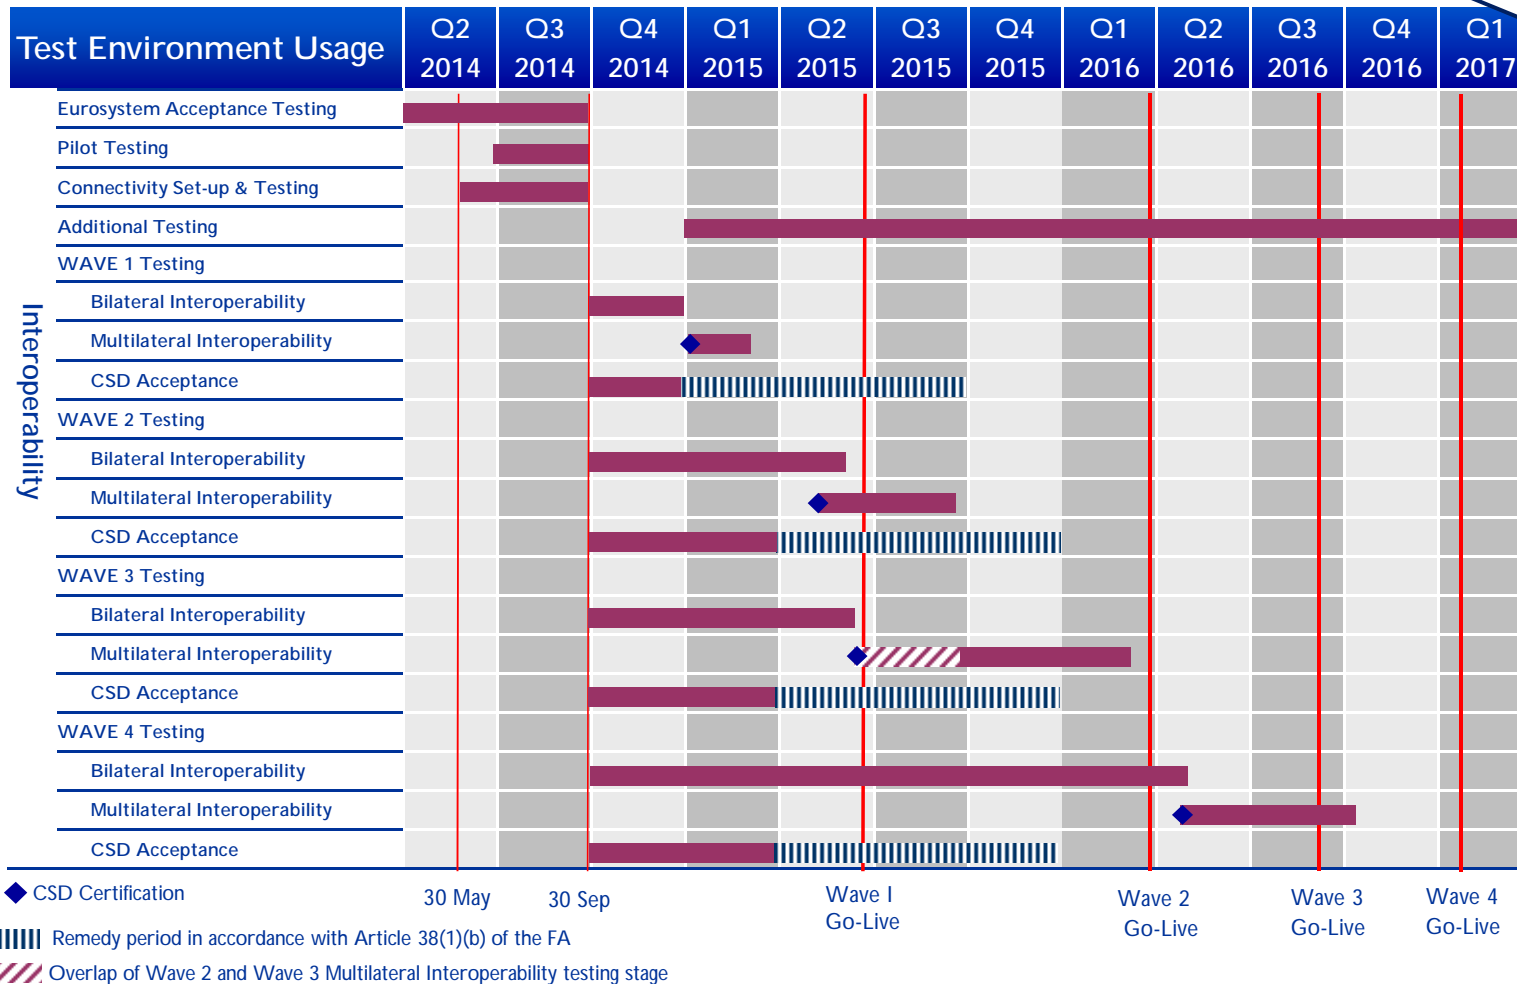 Test Environment Usage
Q2 2014
Q3 2014
Q4 2014
Q1 2015
Q2 2015
Q3 2015
Q4 2015
Q1 2016
Q2 2016
Q3 2016
Q4 2016
Q1 2017
Interoperability
Eurosystem Acceptance Testing
Pilot Testing
Connectivity Set-up & Testing
Additional Testing
WAVE 1 Testing
Bilateral Interoperability
Multilateral Interoperability
CSD Acceptance
WAVE 2 Testing
Bilateral Interoperability
Multilateral Interoperability
CSD Acceptance
WAVE 3 Testing
Bilateral Interoperability
Multilateral Interoperability
CSD Acceptance
WAVE 4 Testing
Bilateral Interoperability
Multilateral Interoperability
CSD Acceptance
CSD Certification
30 May
30 Sep
Wave I
Go-Live
Wave 2
Go-Live
Wave 3
Go-Live
Wave 4
Go-Live
Remedy period in accordance with Article 38(1)(b) of the FA
Overlap of Wave 2 and Wave 3 Multilateral Interoperability testing stage